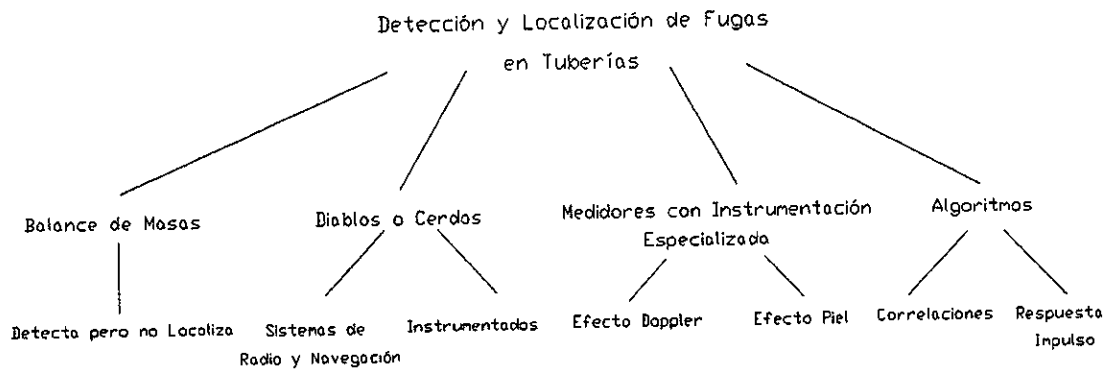 Detección y Localización de Fugas
en Tuberías
Balance de Masas
Diablos o Cerdos
Medidores con Instrumentación
Especializada
Algoritmos
Detecta pero no Localiza
Sistemas de
Radio y Navegación
Instrumentados
Efecto Doppler
Efecto Piel
Correlaciones
Respuesta
Impulso